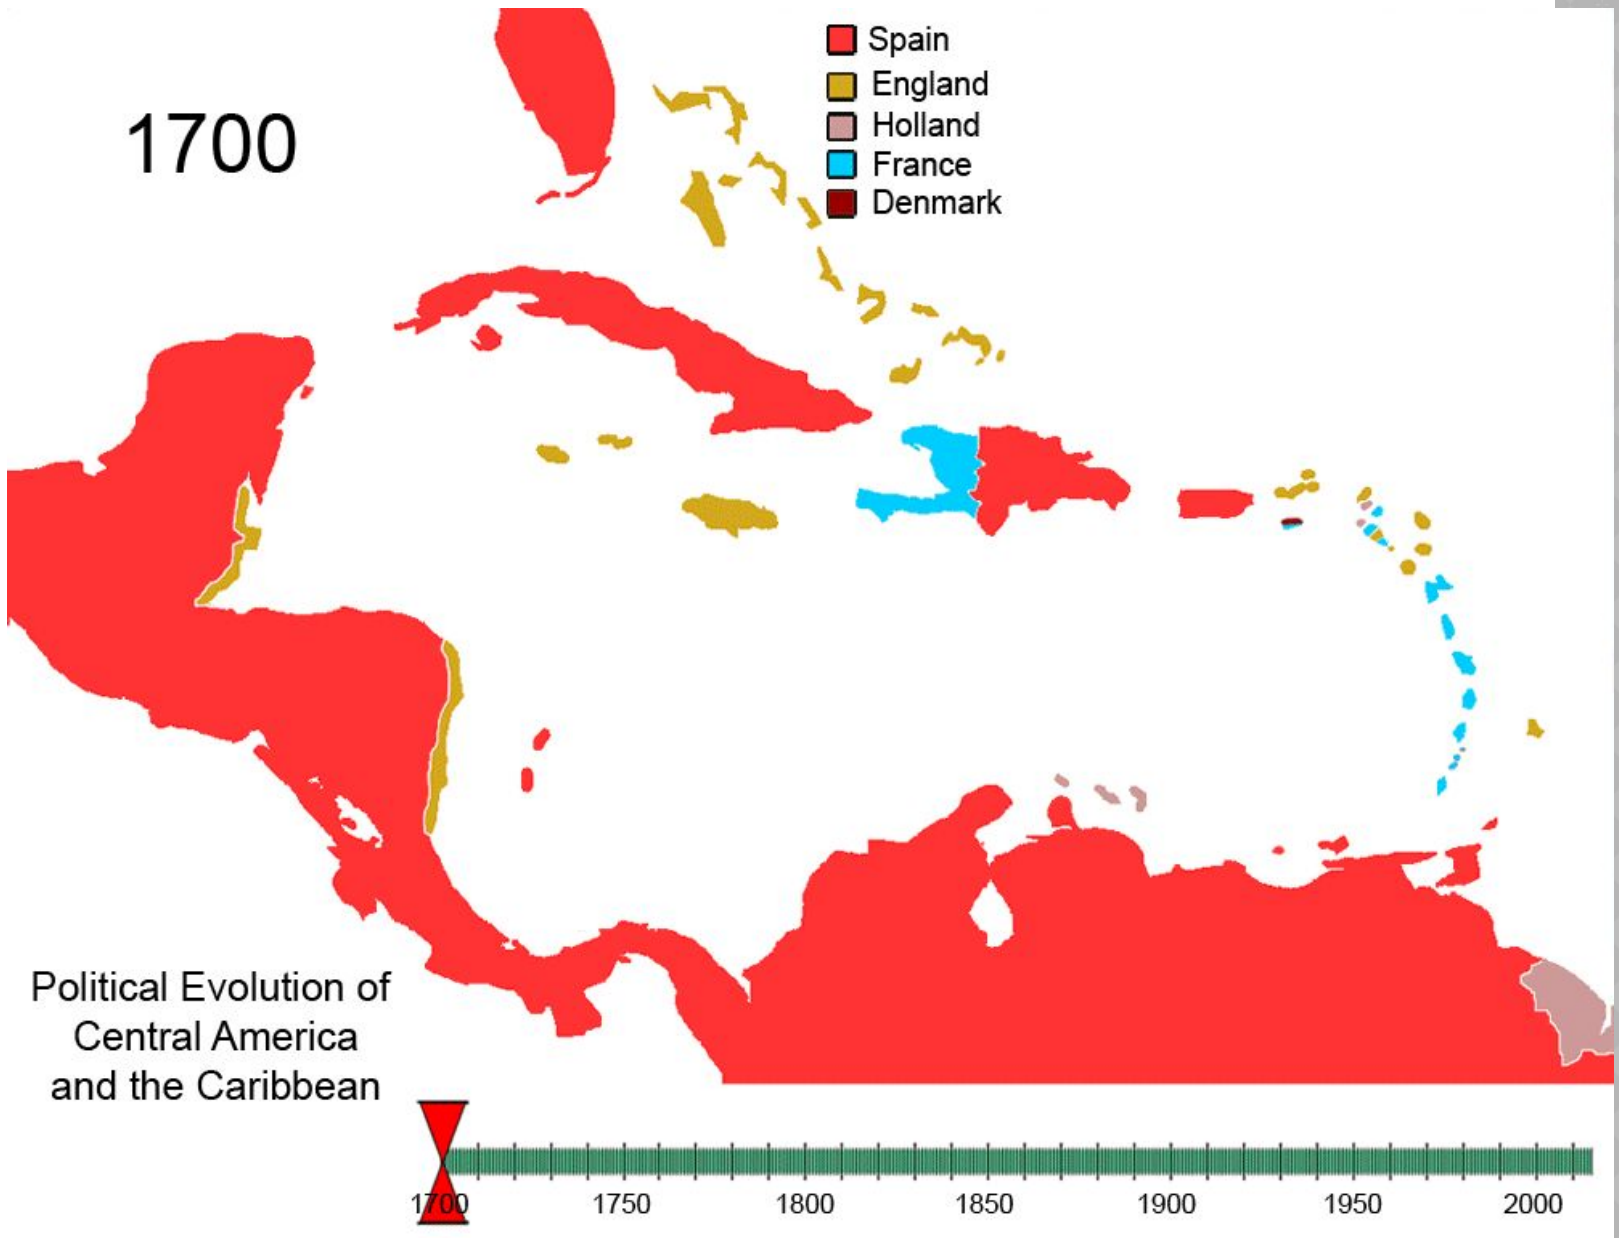 1700
Spain
England
Holland
France
Denmark
Political Evolution of
Central America
and the Caribbean
1700 1750 1800 1850 1900 1950 2000